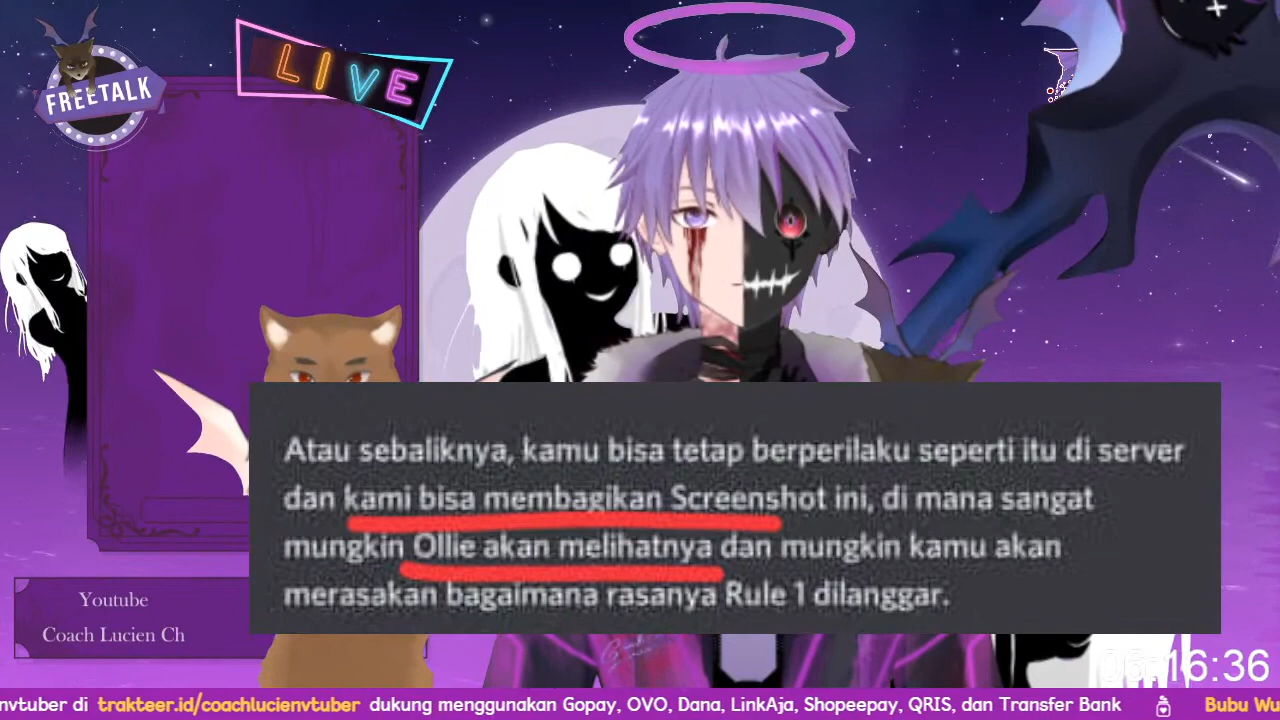 LIVE
FREETALK
Atau sebaliknya, kamu bisa tetap berperilaku seperti itu di server
dan kami bisa membagikan Screenshot ini, di mana sangat
mungkin Ollie akan melihatnya dan mungkin kamu akan
merasakan bagaimana rasanya Rule 1 dilanggar.
Youtube
Coach Lucien Ch
16:36
di trakteer.id/coachlucienvtuber dukung menggunakan Gopay, OVO, Dana, LinkAja, Shopeepay, QRIS, dan Transfer Bank
Bubu Wu